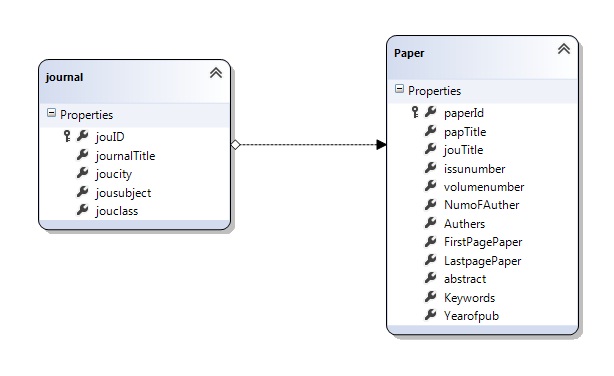 journal
Properties
jouID
journalTitle
joucity
jousubject
jouclass
Paper
Properties
paperId
papTitle
jouTitle
issunumber
volumenumber
NumoFAuther
Authers
FirstPagePaper
LastpagePaper
abstract
Keywords
Yearofpub